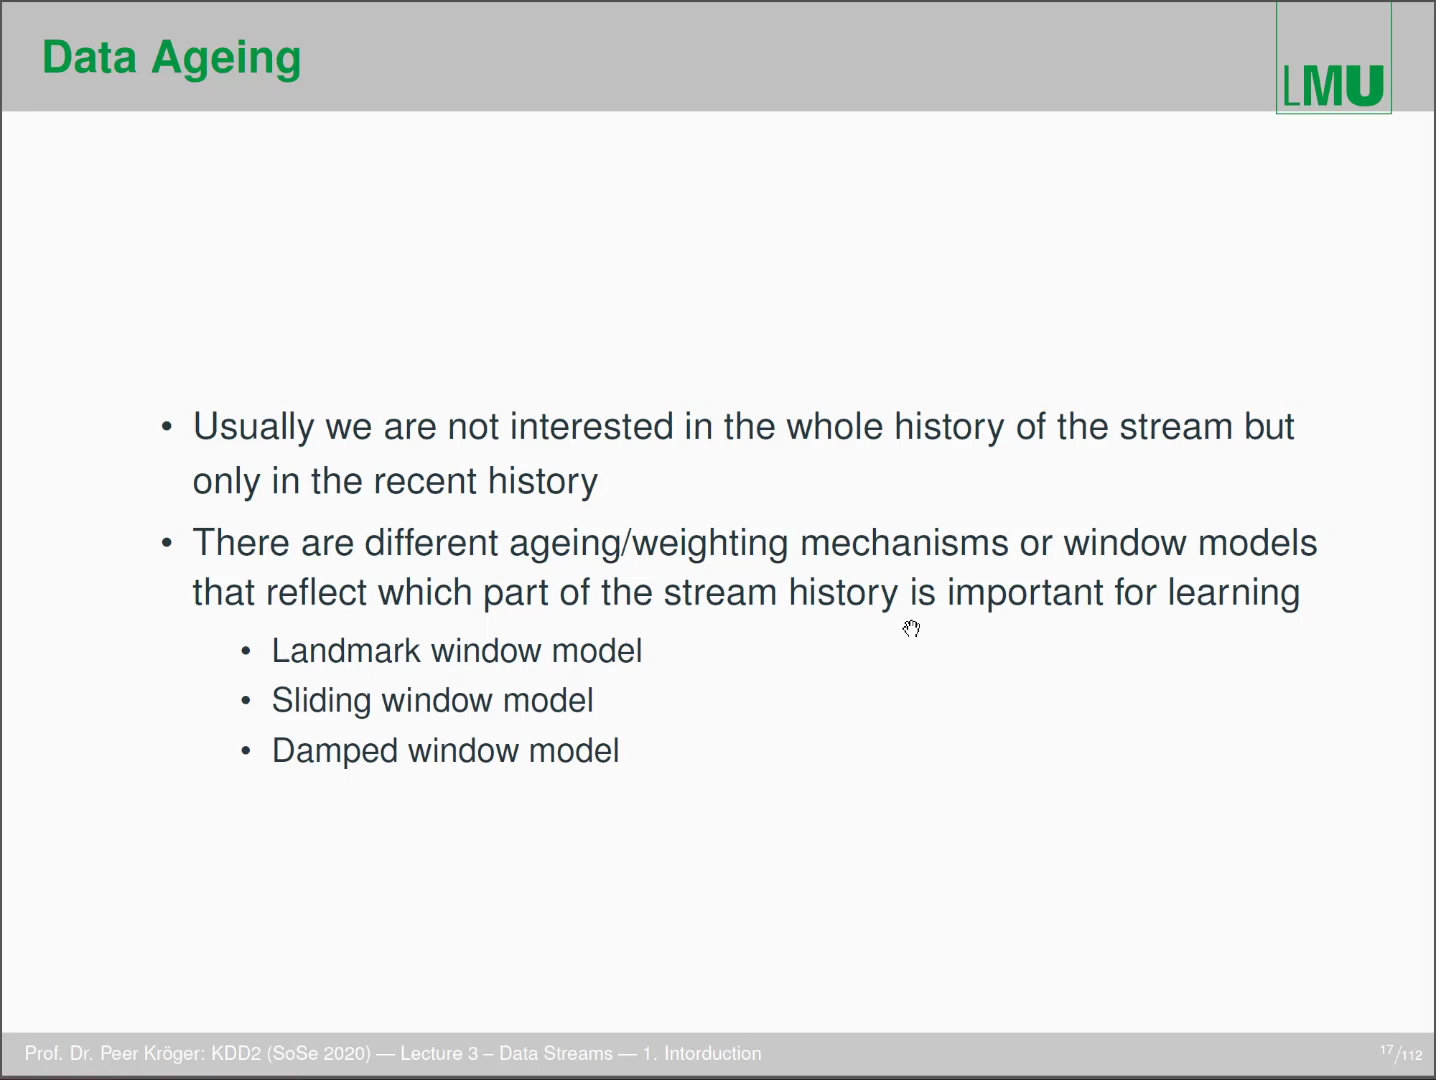 Data Ageing
LMU
• Usually we are not interested in the whole history of the stream but
only in the recent history
• There are different ageing/weighting mechanisms or window models
that reflect which part of the stream history is important for learning
• Landmark window model
• Sliding window model
• Damped window model
Prof. Dr. Peer Kröger: KDD2 (SoSe 2020) — Lecture 3 – Data Streams — 1. Intorduction
17/112